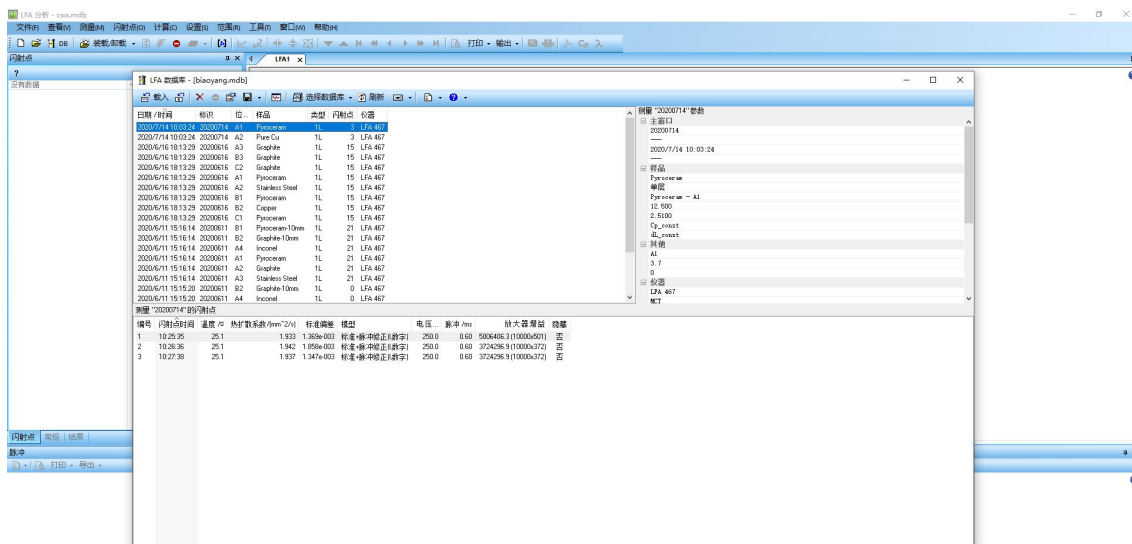 LFA 分析 - cwx.mdb
文件(F) 查看(V) 测量(M) 闪射点(O) 计算(C) 设置(S) 范围(R) 工具(T) 窗口(W) 帮助(H)
DB 装载/卸载 打印 输出 Cp λ
闪射点 LFA1
?
没有数据
LFA 数据库 - [biaoyang.mdb]
载入 选择数据库 刷新
日期 /时间 标识 位... 样品 类型 闪射点 仪器
2020/7/14 10:03:24 20200714 A1 Pyroceram 1L 3 LFA 467
2020/7/14 10:03:24 20200714 A2 Pure Cu 1L 3 LFA 467
2020/6/16 18:13:29 20200616 A3 Graphite 1L 15 LFA 467
2020/6/16 18:13:29 20200616 B3 Graphite 1L 15 LFA 467
2020/6/16 18:13:29 20200616 C2 Graphite 1L 15 LFA 467
2020/6/16 18:13:29 20200616 A1 Pyroceram 1L 15 LFA 467
2020/6/16 18:13:29 20200616 A2 Stainless Steel 1L 15 LFA 467
2020/6/16 18:13:29 20200616 B1 Pyroceram 1L 15 LFA 467
2020/6/16 18:13:29 20200616 B2 Copper 1L 15 LFA 467
2020/6/16 18:13:29 20200616 C1 Pyroceram 1L 15 LFA 467
2020/6/11 15:16:14 20200611 B1 Pyroceram-10mm 1L 21 LFA 467
2020/6/11 15:16:14 20200611 B2 Graphite-10mm 1L 21 LFA 467
2020/6/11 15:16:14 20200611 A4 Inconel 1L 21 LFA 467
2020/6/11 15:16:14 20200611 A1 Pyroceram 1L 21 LFA 467
2020/6/11 15:16:14 20200611 A2 Graphite 1L 21 LFA 467
2020/6/11 15:16:14 20200611 A3 Stainless Steel 1L 21 LFA 467
2020/6/11 15:15:20 20200611 B2 Graphite-10mm 1L 0 LFA 467
2020/6/11 15:15:20 20200611 A4 Inconel 1L 0 LFA 467
测量 "20200714"参数
主窗口
20200714
----
2020/7/14 10:03:24
----
样品
Pyroceram
单层
Pyroceram - A1
12.500
2.5100
Cp_const
dL_const
其他
A1
3.7
0
仪器
LFA 467
MCT
测量 "20200714"的闪射点
编号 闪射点时间 温度 /° 热扩散系数/(mm^2/s) 标准偏差 模型 电压... 脉冲 /ms 放大器增益 隐藏
1 10:25:35 25.1 1.933 1.369e-003 标准+脉冲修正(l,数字) 250.0 0.60 5006406.3 (10000x501) 否
2 10:26:36 25.1 1.942 1.858e-003 标准+脉冲修正(l,数字) 250.0 0.60 3724296.9 (10000x372) 否
3 10:27:38 25.1 1.937 1.347e-003 标准+脉冲修正(l,数字) 250.0 0.60 3724296.9 (10000x372) 否
闪射点 常规 结果
脉冲
打印 导出